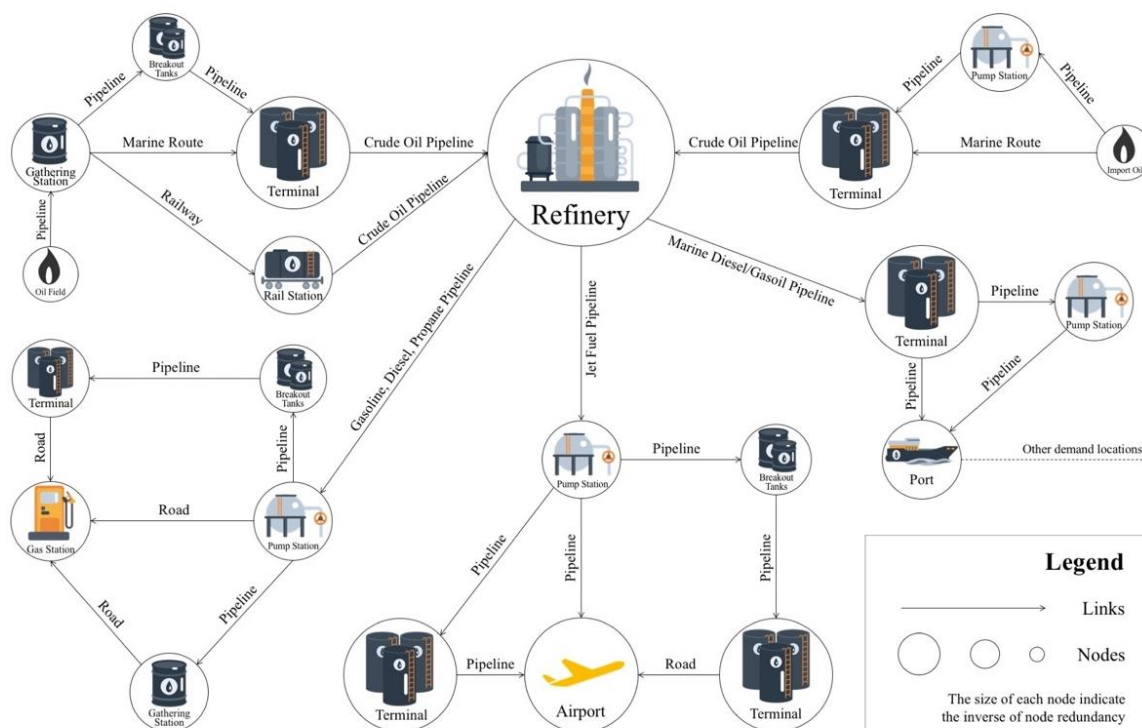 Breakout
Tanks
Pipeline
Pipeline
Gathering
Station
Marine Route
Terminal
Crude Oil Pipeline
Pipeline
Oil Field
Railway
Rail Station
Crude Oil Pipeline
Refinery
Pump Station
Pipeline
Pipeline
Crude Oil Pipeline
Terminal
Marine Route
Import Oil
Marine Diesel/Gasoil Pipeline
Terminal
Pipeline
Pump Station
Pipeline
Pipeline
Port
Other demand locations
Gasoline, Diesel, Propane Pipeline
Jet Fuel Pipeline
Terminal
Pipeline
Breakout
Tanks
Road
Pipeline
Gas Station
Road
Pump Station
Road
Pipeline
Gathering
Station
Pump Station
Pipeline
Breakout
Tanks
Pipeline
Pipeline
Pipeline
Terminal
Pipeline
Airport
Road
Terminal
Legend
Links
Nodes
The size of each node indicate
the inverse of node redundancy